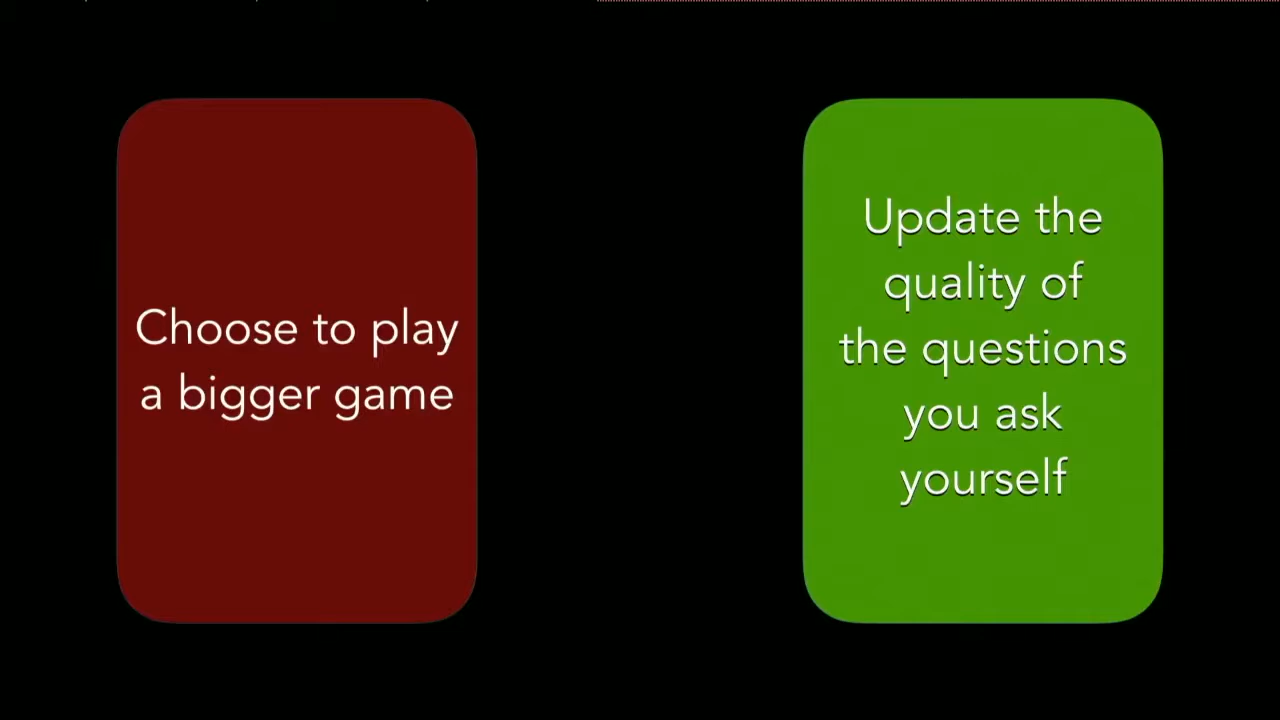 Choose to play
a bigger game
Update the
quality of
the questions
you ask
yourself